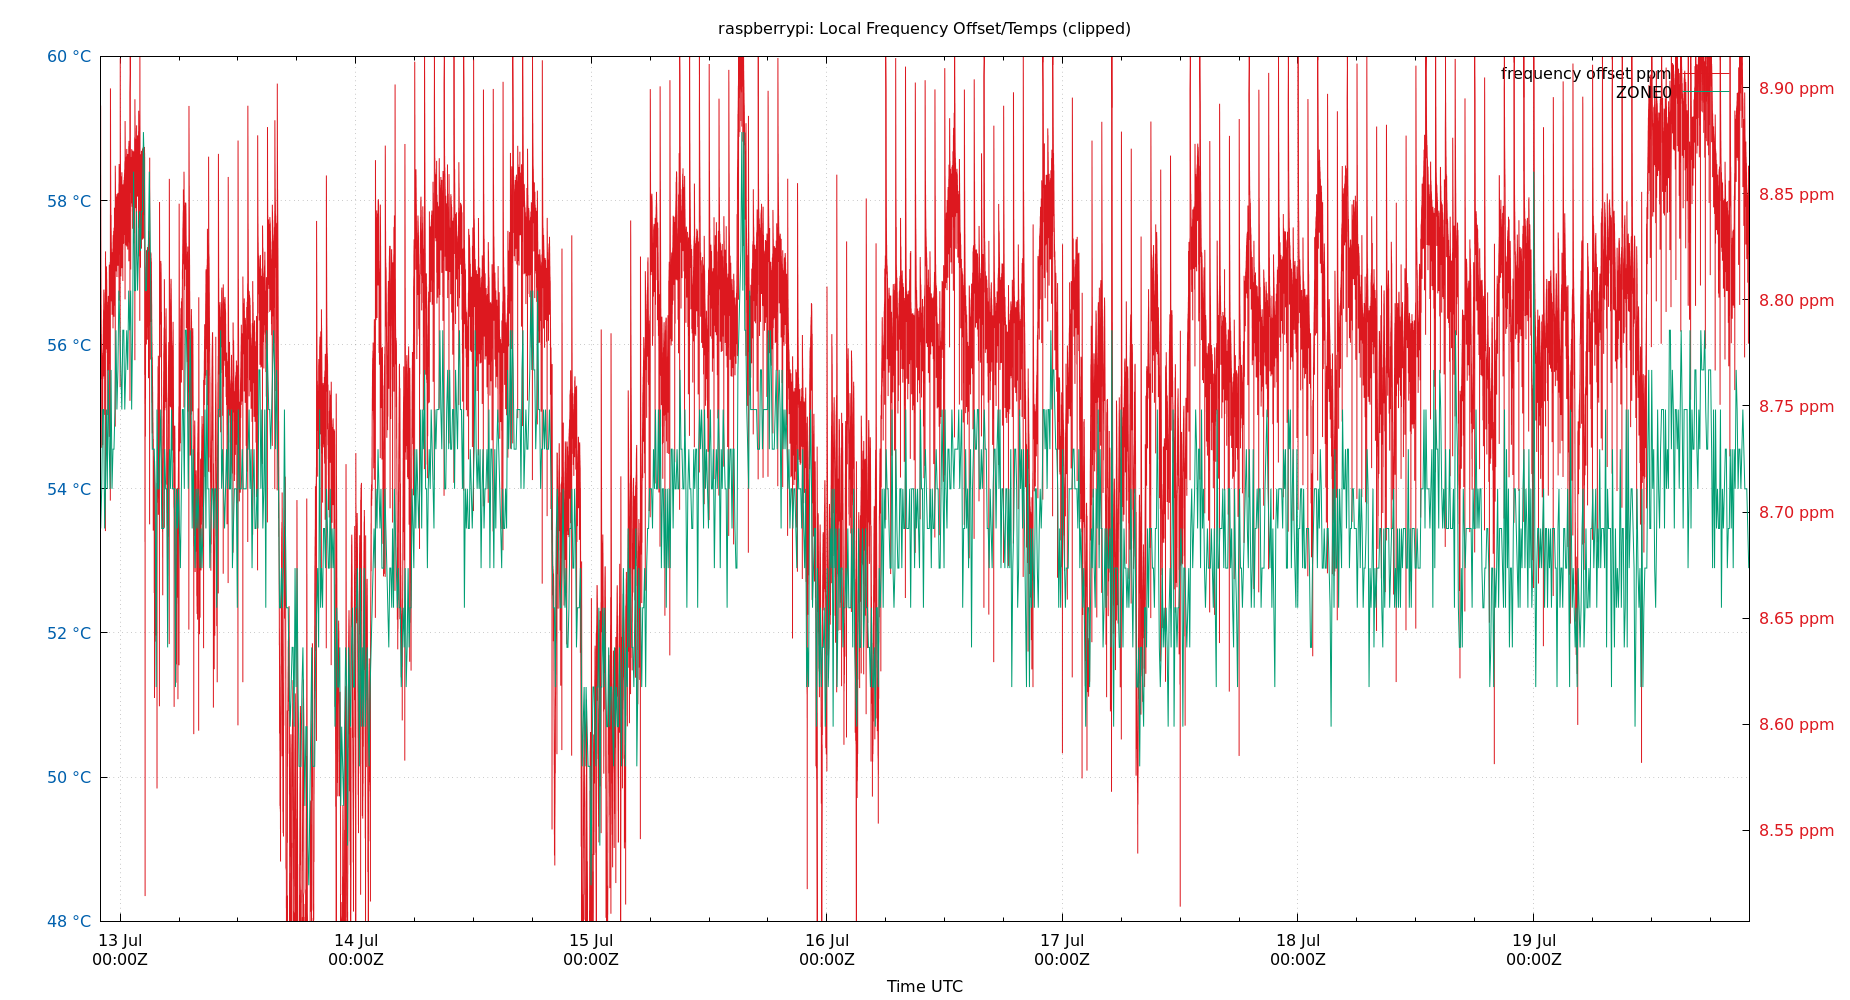 raspberrypi: Local Frequency Offset/Temps (clipped)
60 °C
58 °C
56 °C
54 °C
52 °C
50 °C
48 °C
frequency offset ppm
ZONE0
8.90 ppm
8.85 ppm
8.80 ppm
8.75 ppm
8.70 ppm
8.65 ppm
8.60 ppm
8.55 ppm
13 Jul 14 Jul 15 Jul 16 Jul 17 Jul 18 Jul 19 Jul
00:00Z 00:00Z 00:00Z 00:00Z 00:00Z 00:00Z 00:00Z
Time UTC